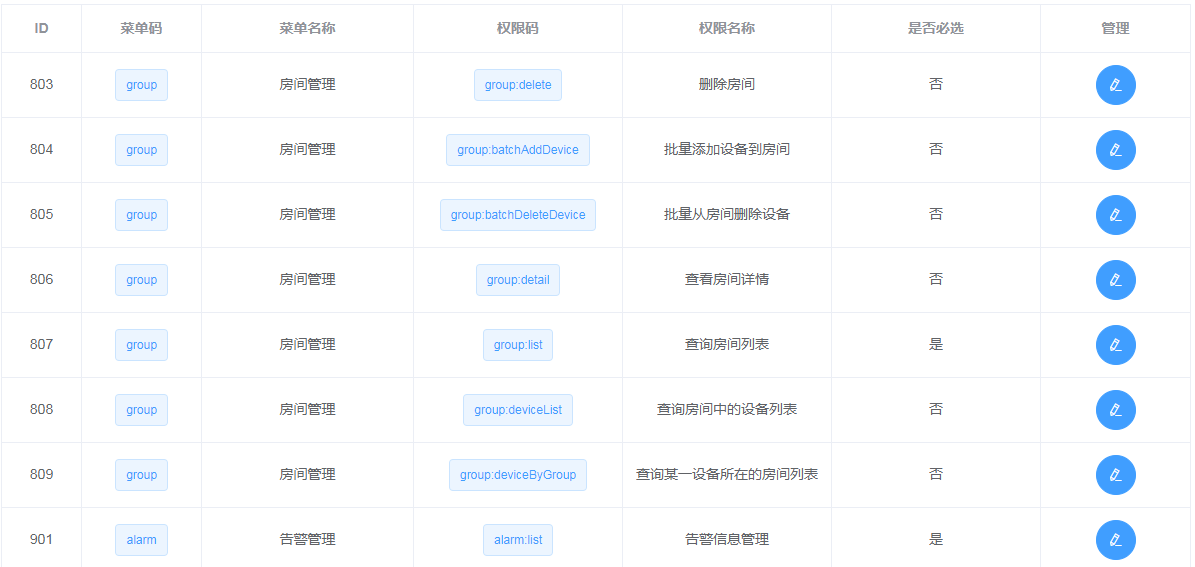 ID 菜单码 菜单名称 权限码 权限名称 是否必选 管理
803 group 房间管理 group:delete 删除房间 否
804 group 房间管理 group:batchAddDevice 批量添加设备到房间 否
805 group 房间管理 group:batchDeleteDevice 批量从房间删除设备 否
806 group 房间管理 group:detail 查看房间详情 否
807 group 房间管理 group:list 查询房间列表 是
808 group 房间管理 group:deviceList 查询房间中的设备列表 否
809 group 房间管理 group:deviceByGroup 查询某一设备所在的房间列表 否
901 alarm 告警管理 alarm:list 告警信息管理 是